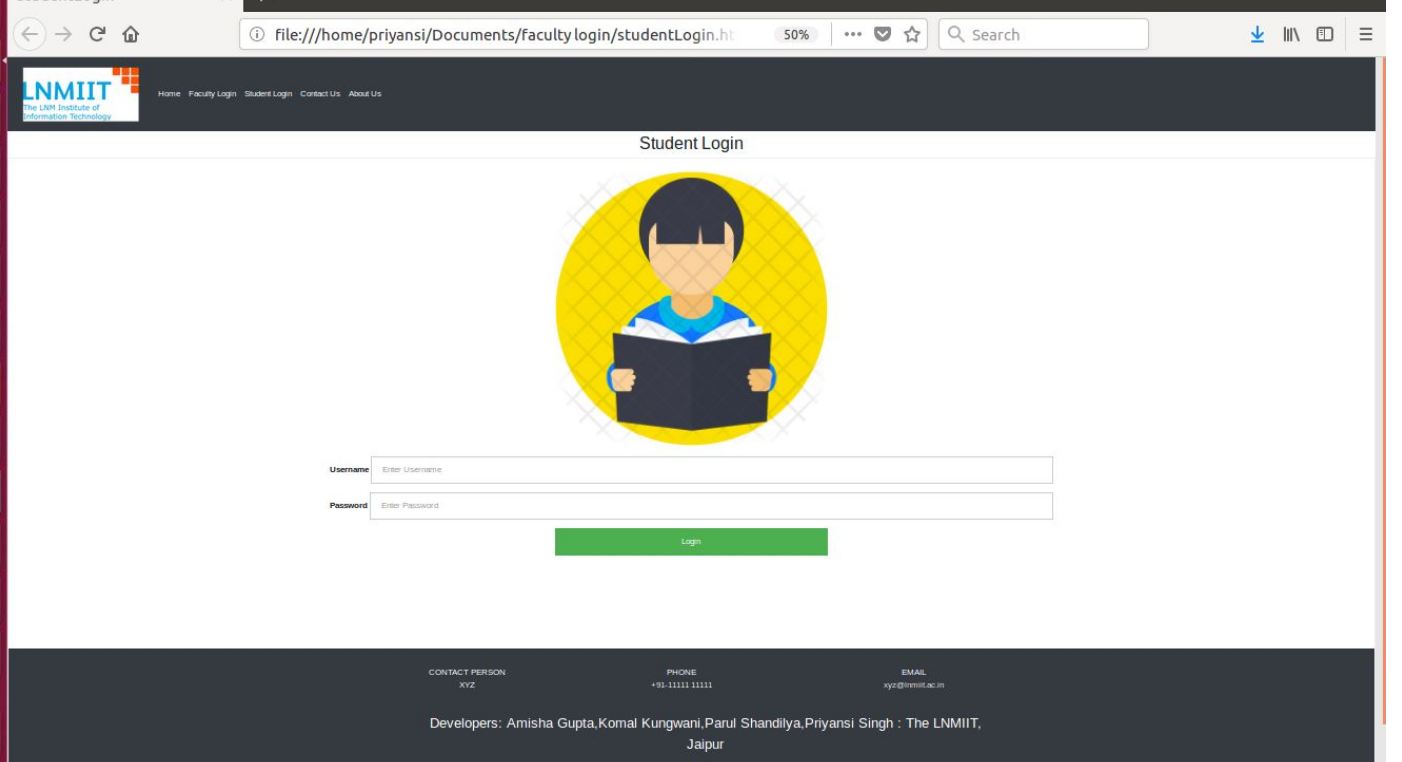 file:///home/priyansi/Documents/faculty login/studentLogin.ht 50% Search
LNMIIT
The LNM Institute of
Information Technology
Home Faculty Login Student Login Contact Us About Us
Student Login
Username Enter Username
Password Enter Password
Login
CONTACT PERSON PHONE EMAIL
XYZ +91-11111 11111 xyz@lnmiit.ac.in
Developers: Amisha Gupta,Komal Kungwani,Parul Shandilya,Priyansi Singh : The LNMIIT,
Jaipur